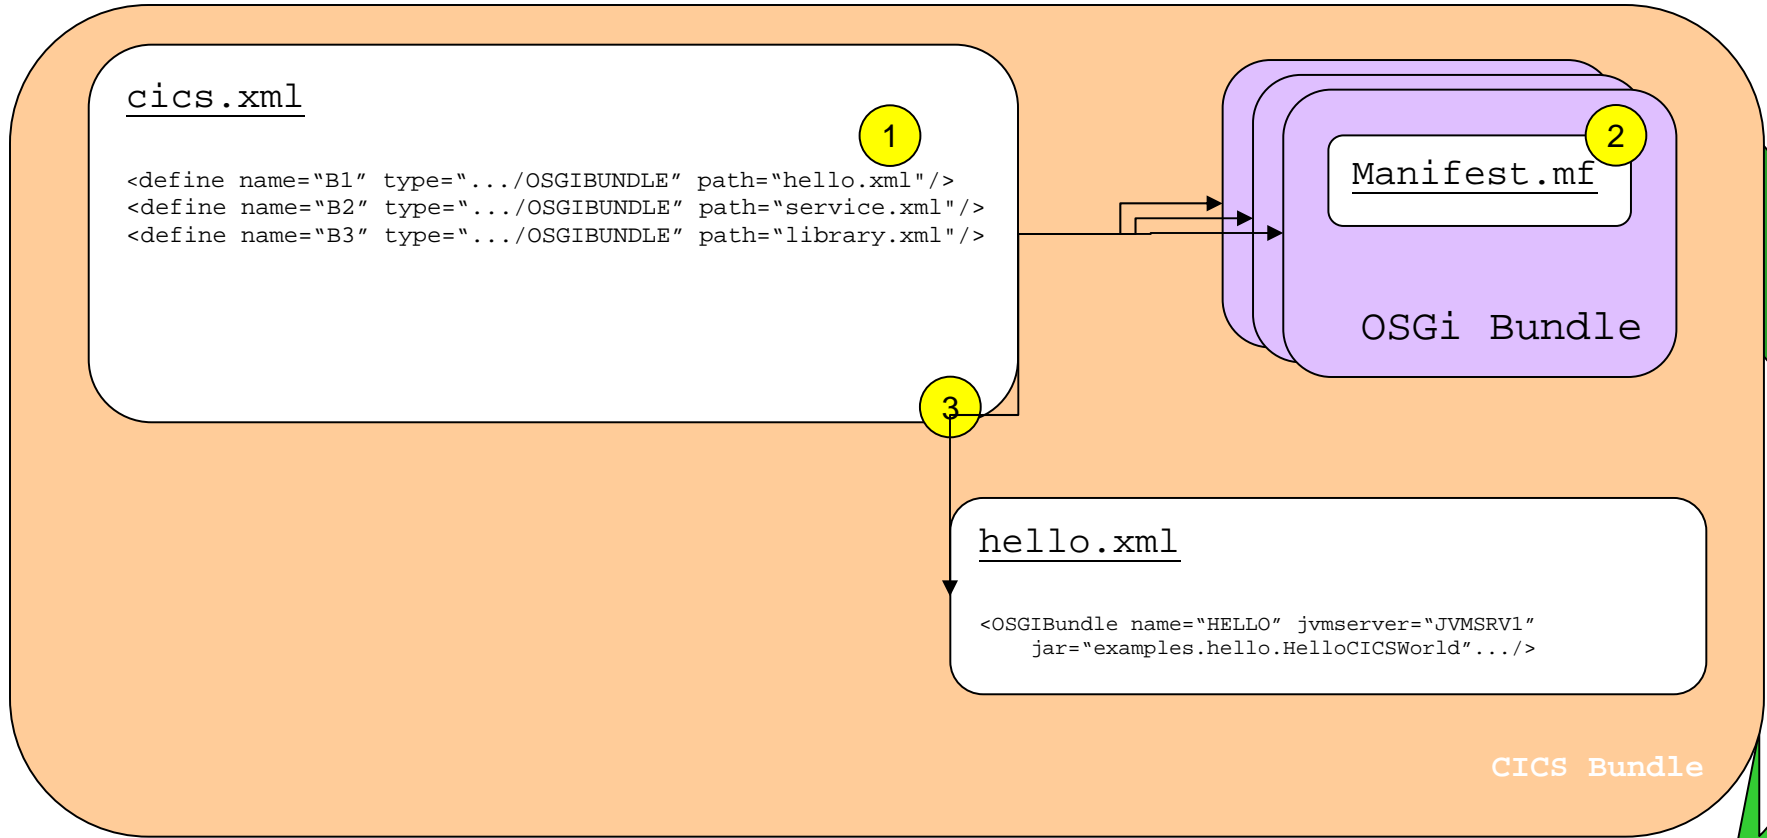 cics.xml
1
<define name=“B1” type=“.../OSGIBUNDLE” path=“hello.xml"/>
<define name=“B2” type=“.../OSGIBUNDLE” path=“service.xml"/>
<define name=“B3” type=“.../OSGIBUNDLE” path=“library.xml"/>
2
Manifest.mf
OSGi Bundle
3
hello.xml
<OSGIBundle name=“HELLO” jvmserver=“JVMSRV1”
jar=“examples.hello.HelloCICSWorld”.../>
CICS Bundle